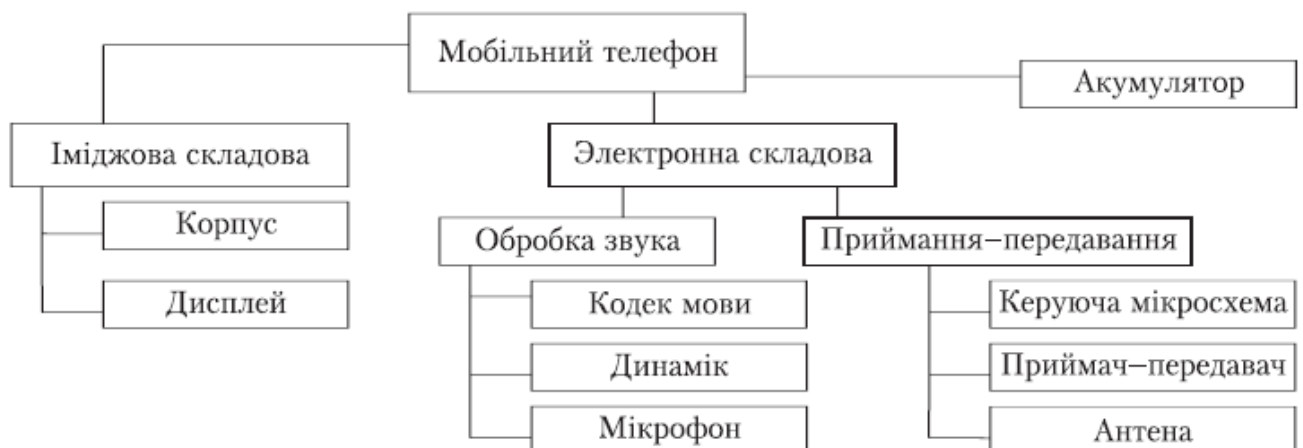 Мобільний телефон
Акумулятор
Іміджова складова
Электронна складова
Корпус
Обробка звука
Приймання–передавання
Дисплей
Кодек мови
Керуюча мікросхема
Динамік
Приймач–передавач
Мікрофон
Антена